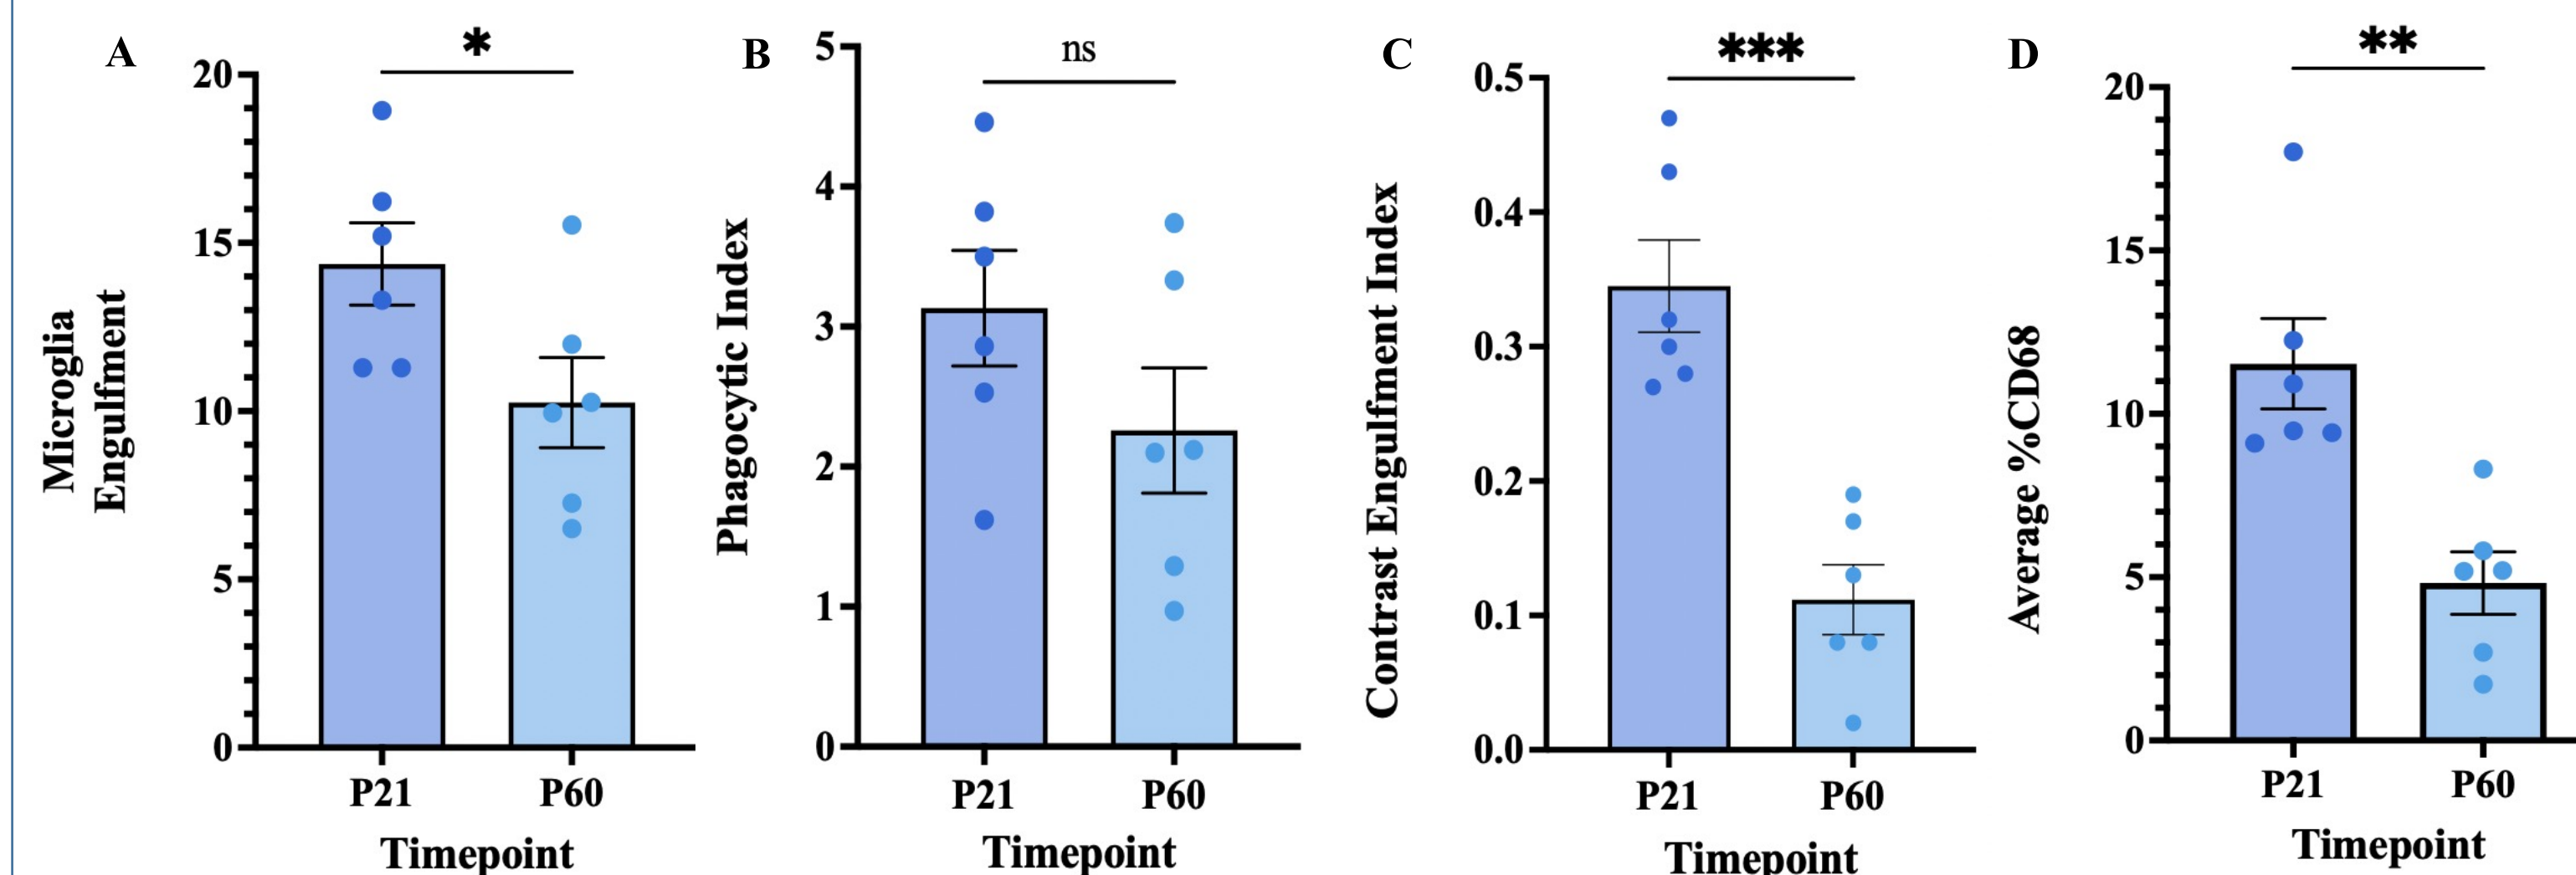 A
*
20
15
10
5
0
Microglia
Engulfment
P21
P60
Timepoint
B
ns
5
4
3
2
1
0
Phagocytic Index
P21
P60
Timepoint
C
***
0.5
0.4
0.3
0.2
0.1
0.0
Contrast Engulfment Index
P21
P60
Timepoint
D
**
20
15
10
5
0
Average %CD68
P21
P60
Timepoint